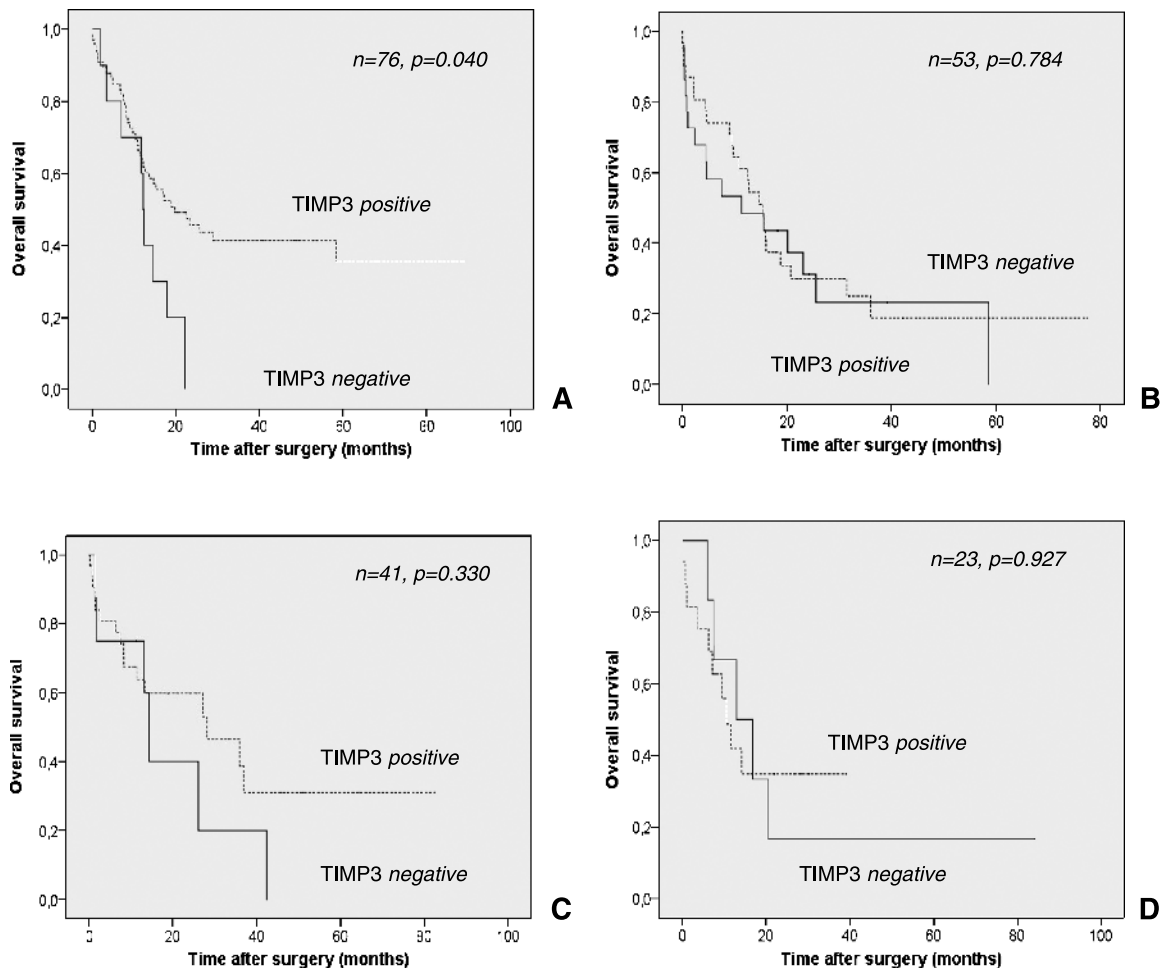 n=76, p=0.040
1,0
0,8
0,6
0,4
0,2
0,0
Overall survival
TIMP3 positive
TIMP3 negative
0
20
40
60
80
100
Time after surgery (months)
A
n=53, p=0.784
1,0
0,8
0,6
0,4
0,2
0,0
Overall survival
TIMP3 negative
TIMP3 positive
0
20
40
60
80
Time after surgery (months)
B
n=41, p=0.330
1,0
0,8
0,6
0,4
0,2
0,0
Overall survival
TIMP3 positive
TIMP3 negative
0
20
40
60
80
100
Time after surgery (months)
C
n=23, p=0.927
1,0
0,8
0,6
0,4
0,2
0,0
Overall survival
TIMP3 positive
TIMP3 negative
0
20
40
60
80
100
Time after surgery (months)
D